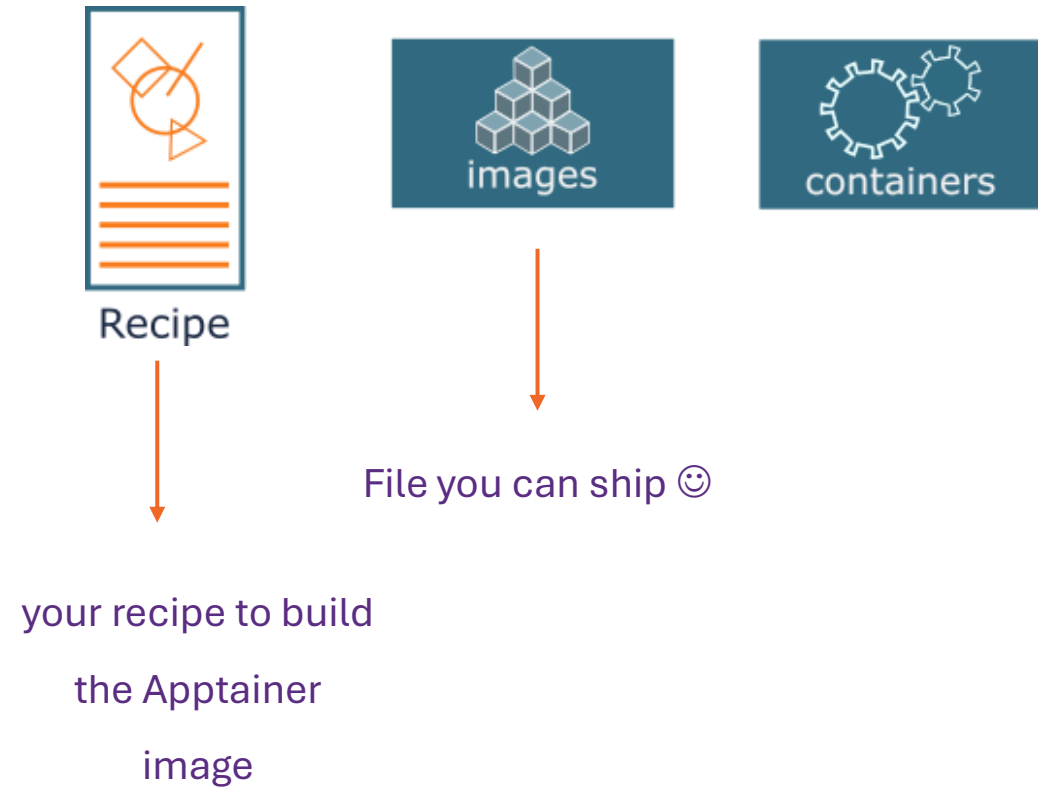 images
containers
Recipe
File you can ship ☺
your recipe to build
the Apptainer
image